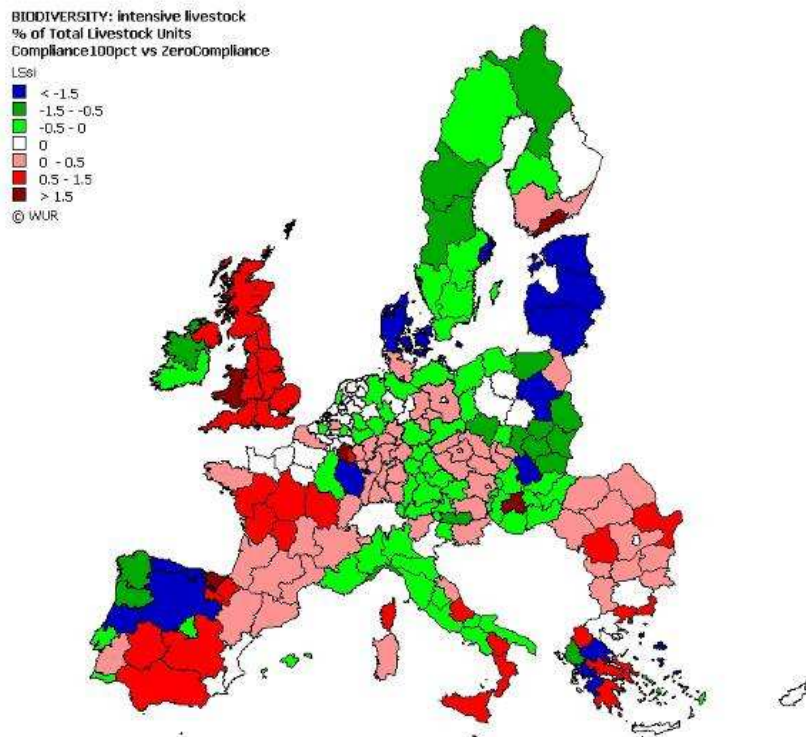 BIODIVERSITY: intensive livestock
% of Total Livestock Units
Compliance100pct vs ZeroCompliance
LSsi
< -1.5
-1.5 - -0.5
-0.5 - 0
0
0 - 0.5
0.5 - 1.5
> 1.5
© WUR